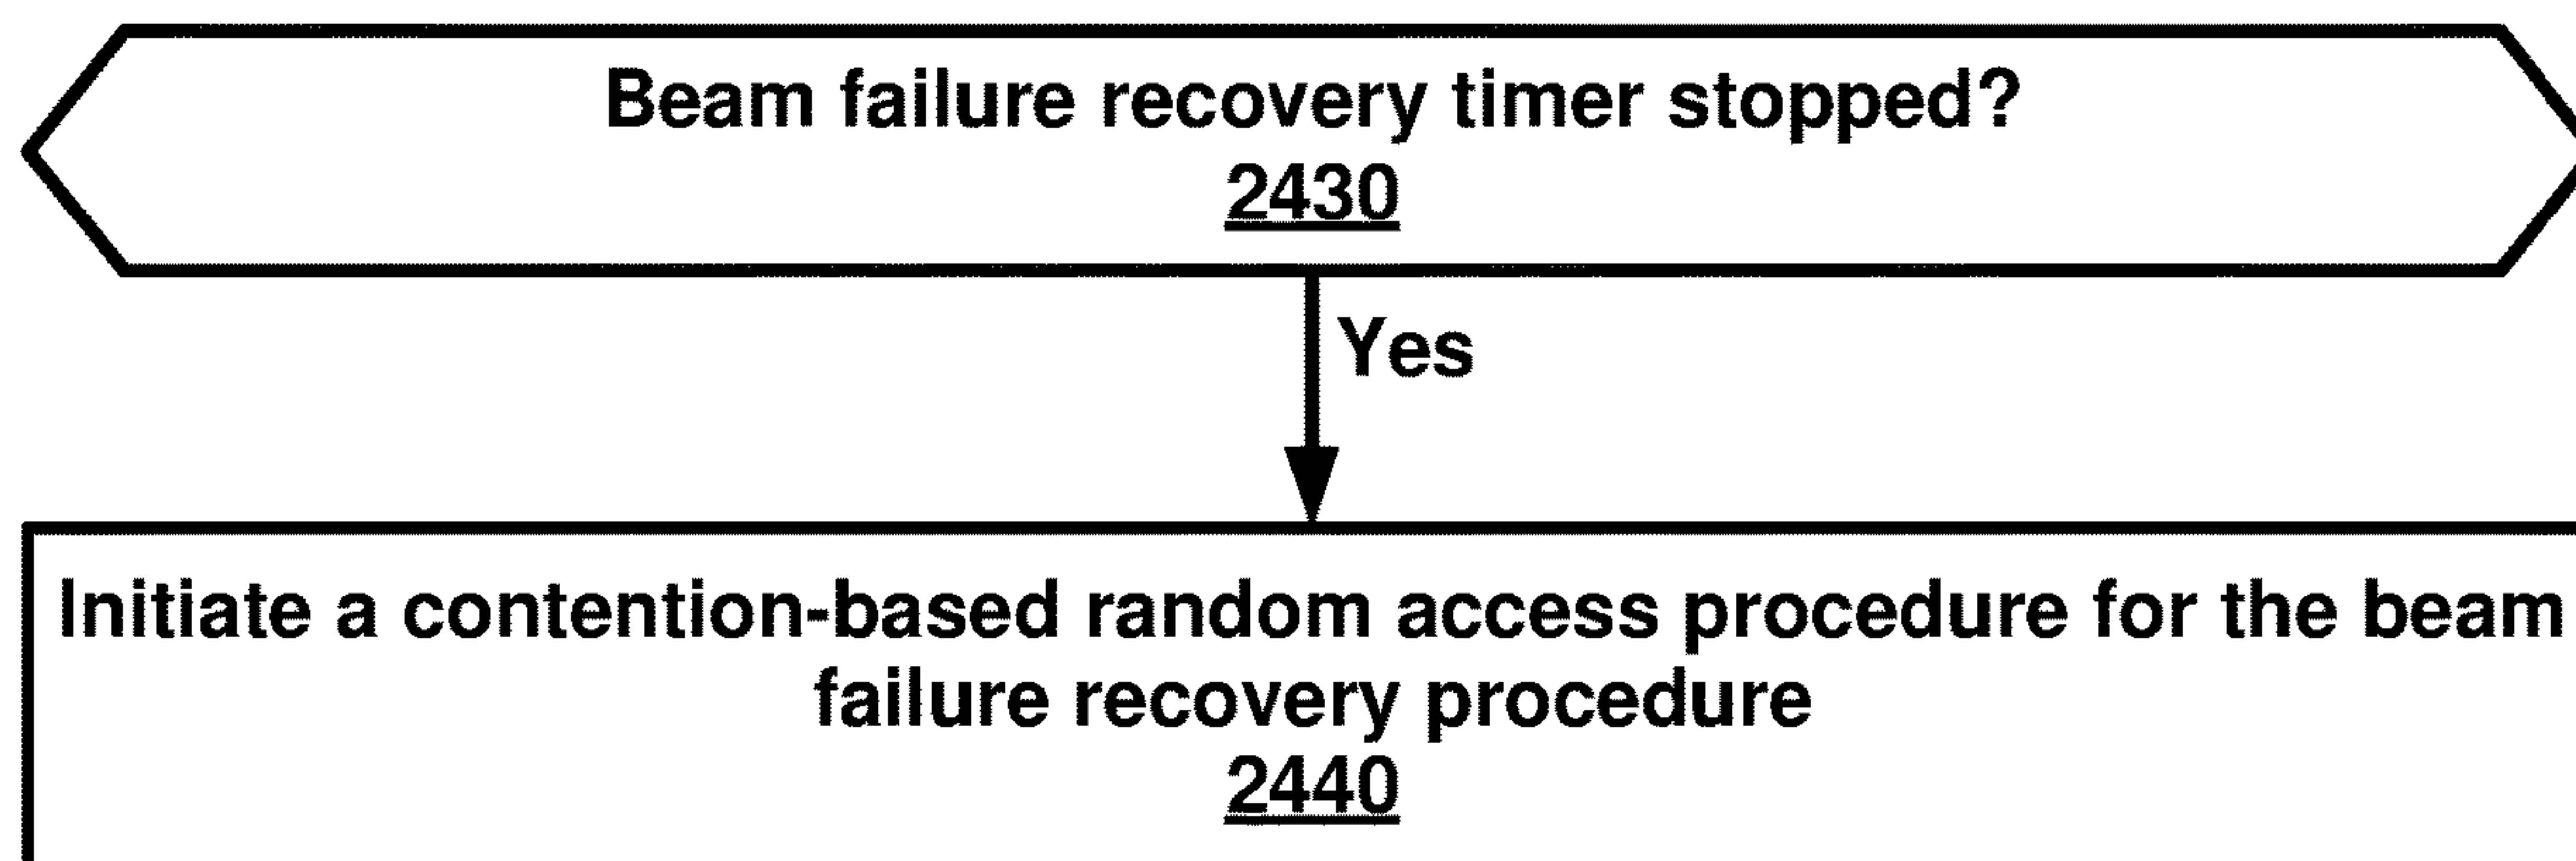 Beam failure recovery timer stopped?
2430
Yes
Initiate a contention-based random access procedure for the beam
failure recovery procedure
2440